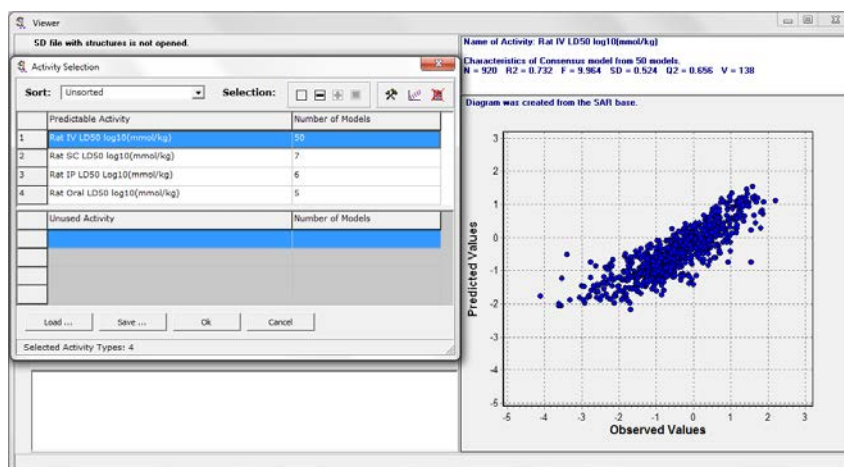 Viewer
SD file with structures is not opened.
Activity Selection
Sort: Unsorted Selection:
Predictable Activity Number of Models
1 Rat IV LD50 log10(mmol/kg) 50
2 Rat SC LD50 log10(mmol/kg) 7
3 Rat IP LD50 Log10(mmol/kg) 6
4 Rat Oral LD50 log10(mmol/kg) 5
Unused Activity Number of Models
Load ... Save ... Ok Cancel
Selected Activity Types: 4
Name of Activity: Rat IV LD50 log10(mmol/kg)
Characteristics of Consensus model from 50 models.
N = 920 R2 = 0.732 F = 9.964 SD = 0.524 Q2 = 0.656 V = 138
Diagram was created from the SAR base.
3
2
1
0
-1
-2
-3
-4
-5
Predicted Values
-5 -4 -3 -2 -1 0 1 2 3
Observed Values